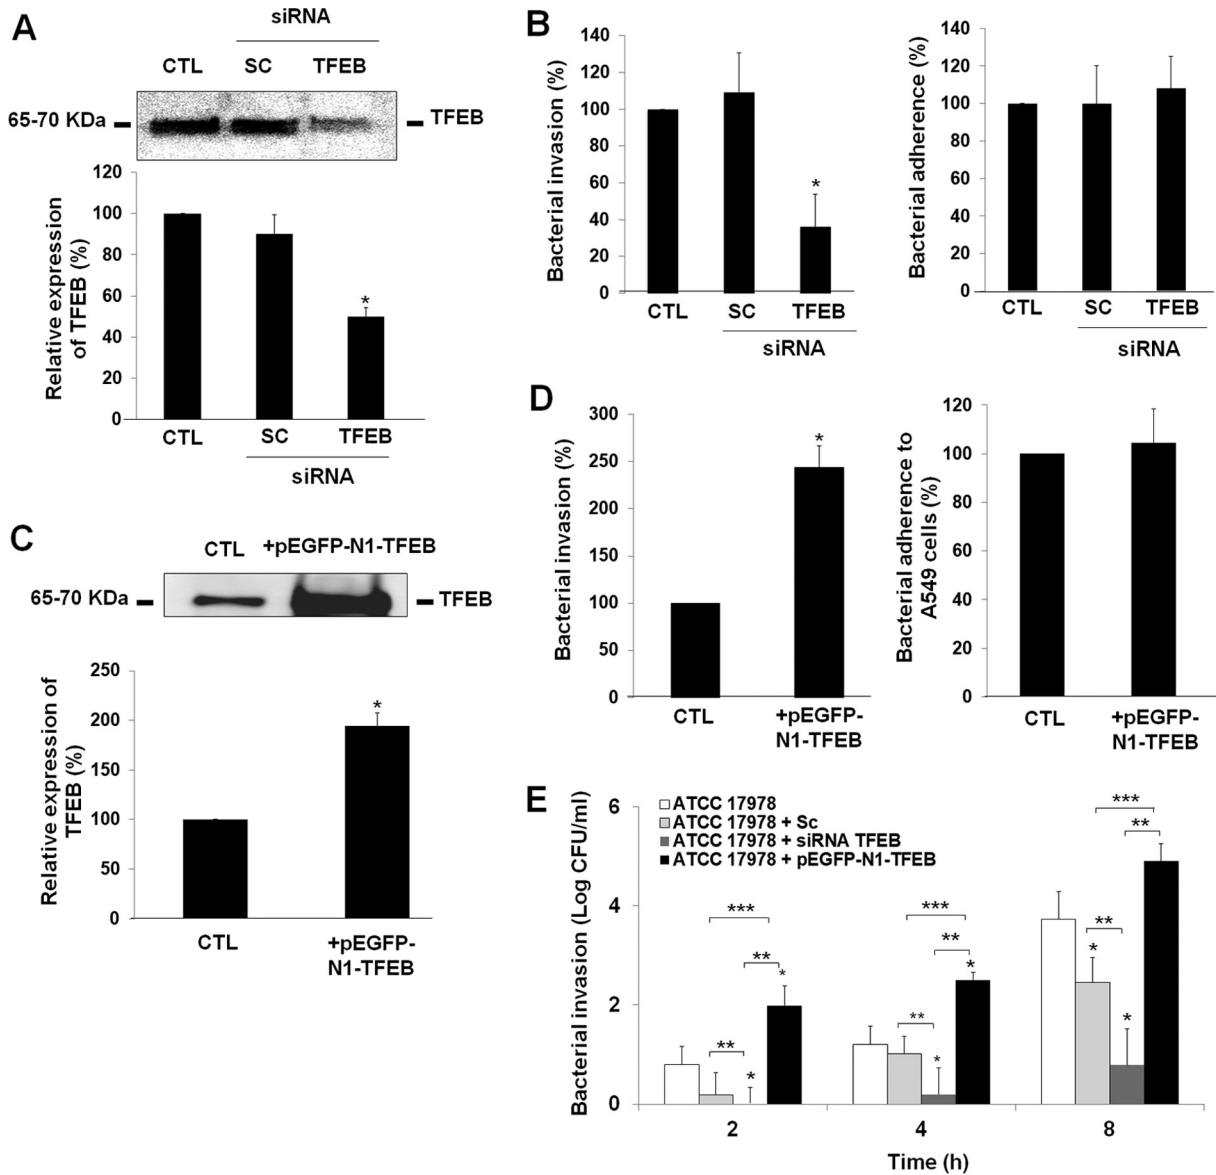 A
siRNA
CTL SC TFEB
65-70 KDa
TFEB
Relative expression
of TFEB (%)
120
100
80
60
40
20
0
*
CTL SC TFEB
siRNA
B
Bacterial invasion (%)
140
120
100
80
60
40
20
0
*
CTL SC TFEB
siRNA
Bacterial adherence (%)
140
120
100
80
60
40
20
0
CTL SC TFEB
siRNA
C
CTL +pEGFP-N1-TFEB
65-70 KDa
TFEB
Relative expression of
TFEB (%)
250
200
150
100
50
0
*
CTL
+pEGFP-
N1-TFEB
D
Bacterial invasion (%)
300
250
200
150
100
50
0
*
CTL
+pEGFP-
N1-TFEB
Bacterial adherence to
A549 cells (%)
120
100
80
60
40
20
0
CTL
+pEGFP-
N1-TFEB
E
ATCC 17978
ATCC 17978 + Sc
ATCC 17978 + siRNA TFEB
ATCC 17978 + pEGFP-N1-TFEB
Bacterial invasion (Log CFU/ml)
6
4
2
0
***
**
*
**
*
***
**
*
**
*
***
**
**
*
*
2 4 8
Time (h)